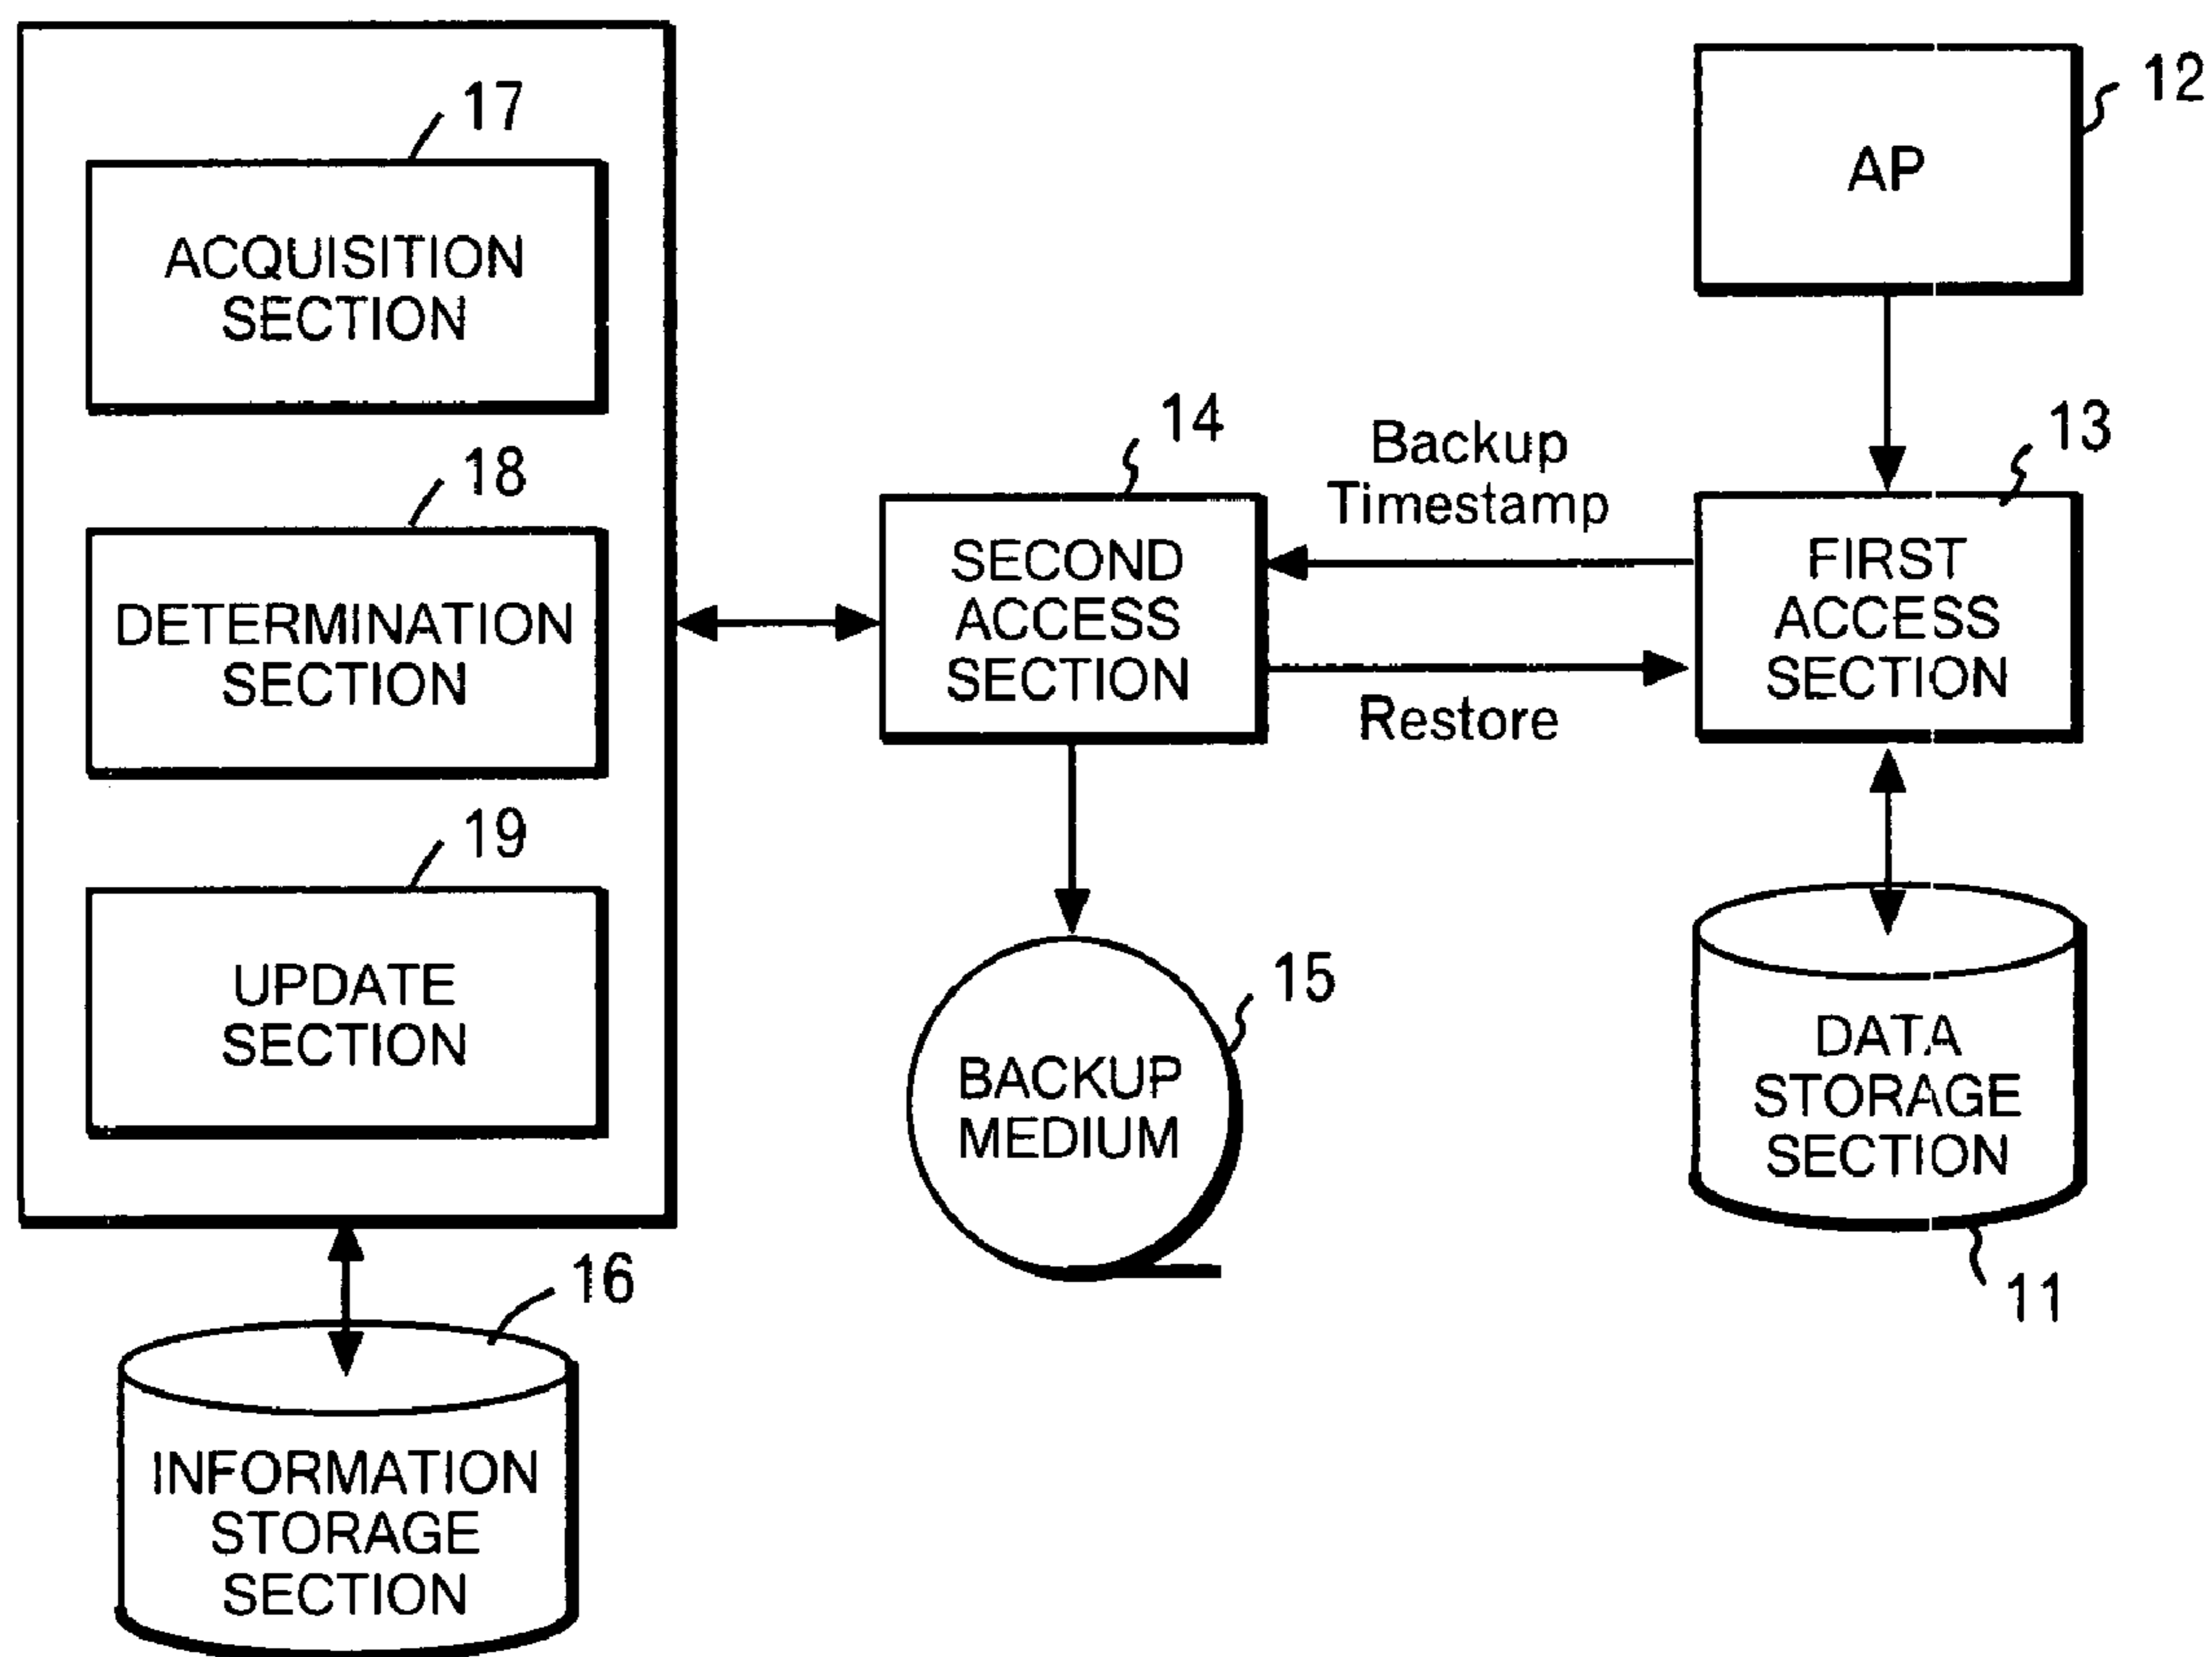 17
ACQUISITION
SECTION
18
DETERMINATION
SECTION
19
UPDATE
SECTION
16
INFORMATION
STORAGE
SECTION
14
SECOND
ACCESS
SECTION
Backup
Timestamp
Restore
15
BACKUP
MEDIUM
12
AP
13
FIRST
ACCESS
SECTION
DATA
STORAGE
SECTION
11